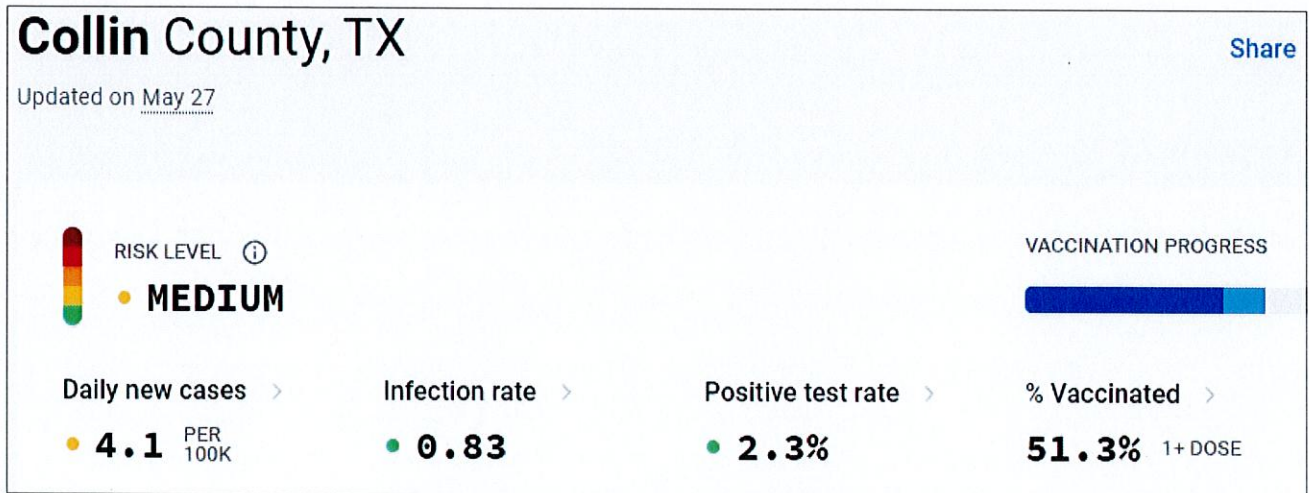 Collin County, TX
Share
Updated on May 27
RISK LEVEL
MEDIUM
VACCINATION PROGRESS
Daily new cases
4.1 PER 100K
Infection rate
0.83
Positive test rate
2.3%
% Vaccinated
51.3% 1+ DOSE